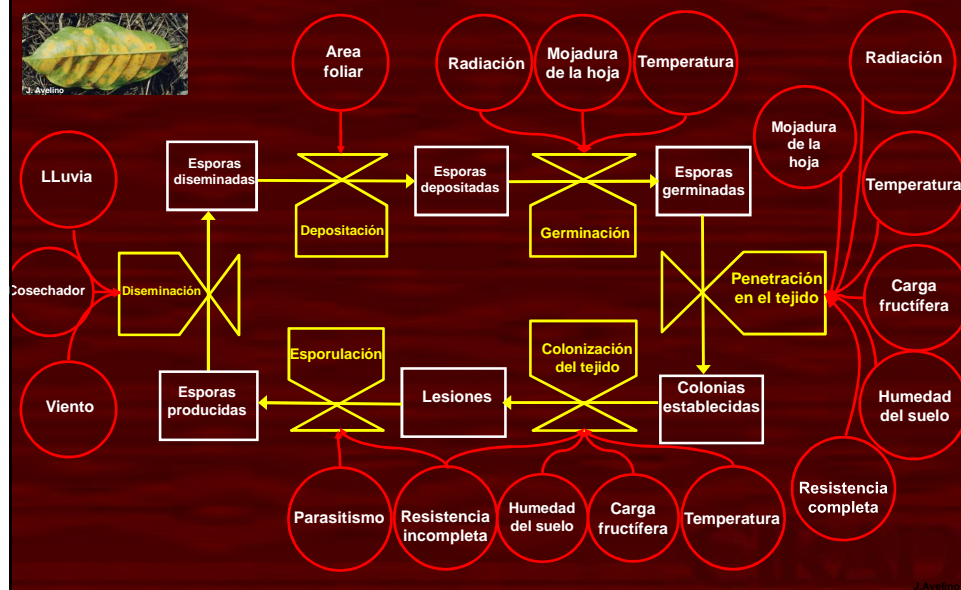 J. Avelino
Area
foliar
Radiación
Mojadura
de la hoja
Temperatura
Radiación
Mojadura
de la
hoja
Temperatura
Carga
fructífera
Humedad
del suelo
Resistencia
completa
LLuvia
Cosechador
Viento
Esporas
diseminadas
Depositación
Esporas
depositadas
Germinación
Esporas
germinadas
Penetración
en el tejido
Diseminación
Esporas
producidas
Esporulación
Lesiones
Colonización
del tejido
Colonias
establecidas
Parasitismo
Resistencia
incompleta
Humedad
del suelo
Carga
fructífera
Temperatura
CIRAD
J.Avelino